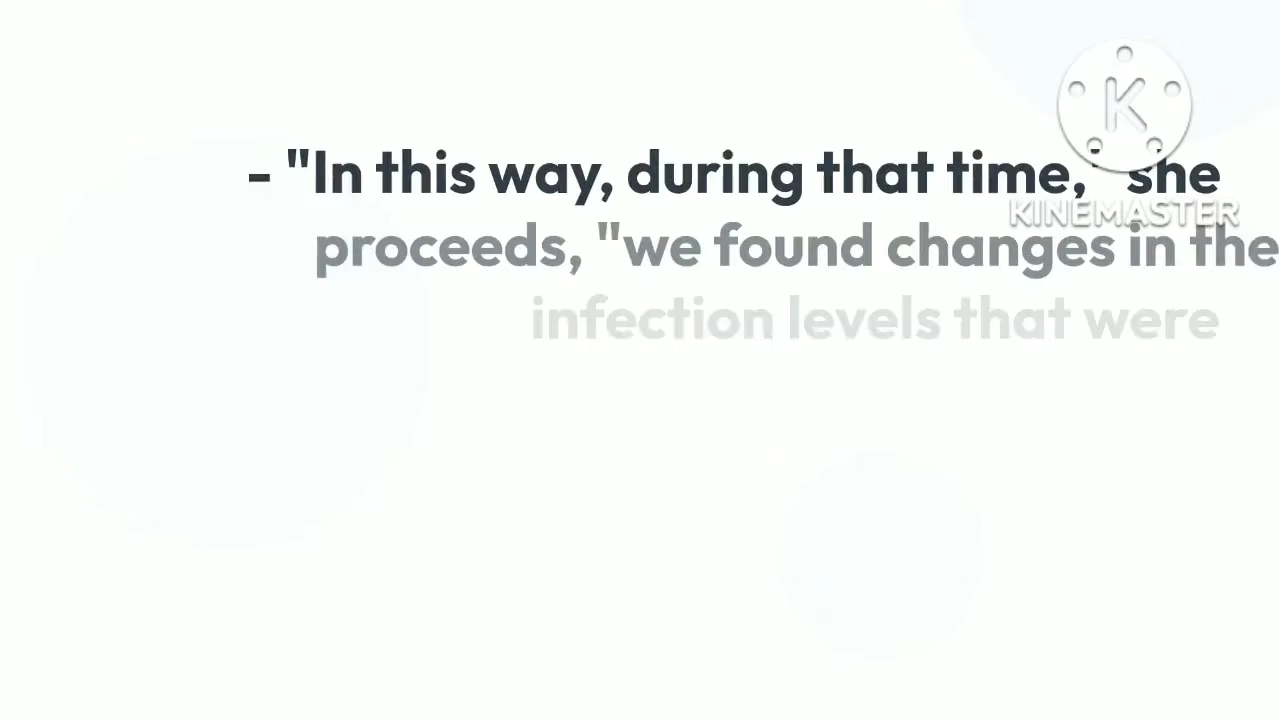 - "In this way, during that time," she
proceeds, "we found changes in the
infection levels that were
K
KINEMASTER